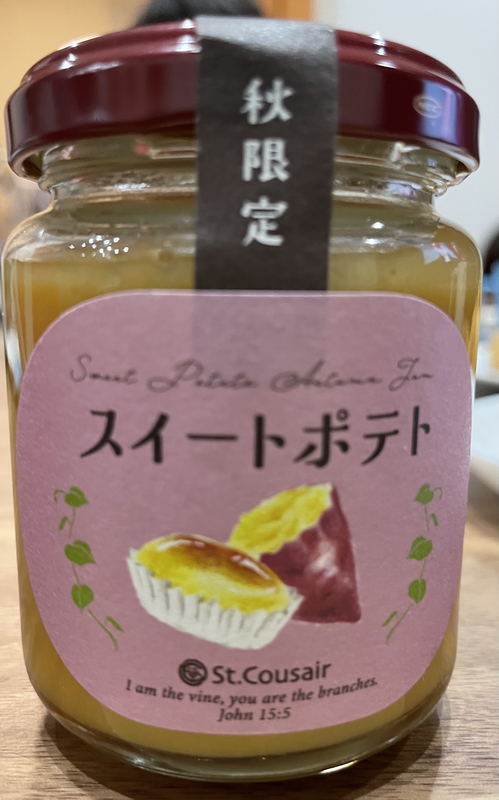 秋限定
Sweet Potato Autumn Jam
スイートポテト
St.Cousair
I am the vine, you are the branches.
John 15:5